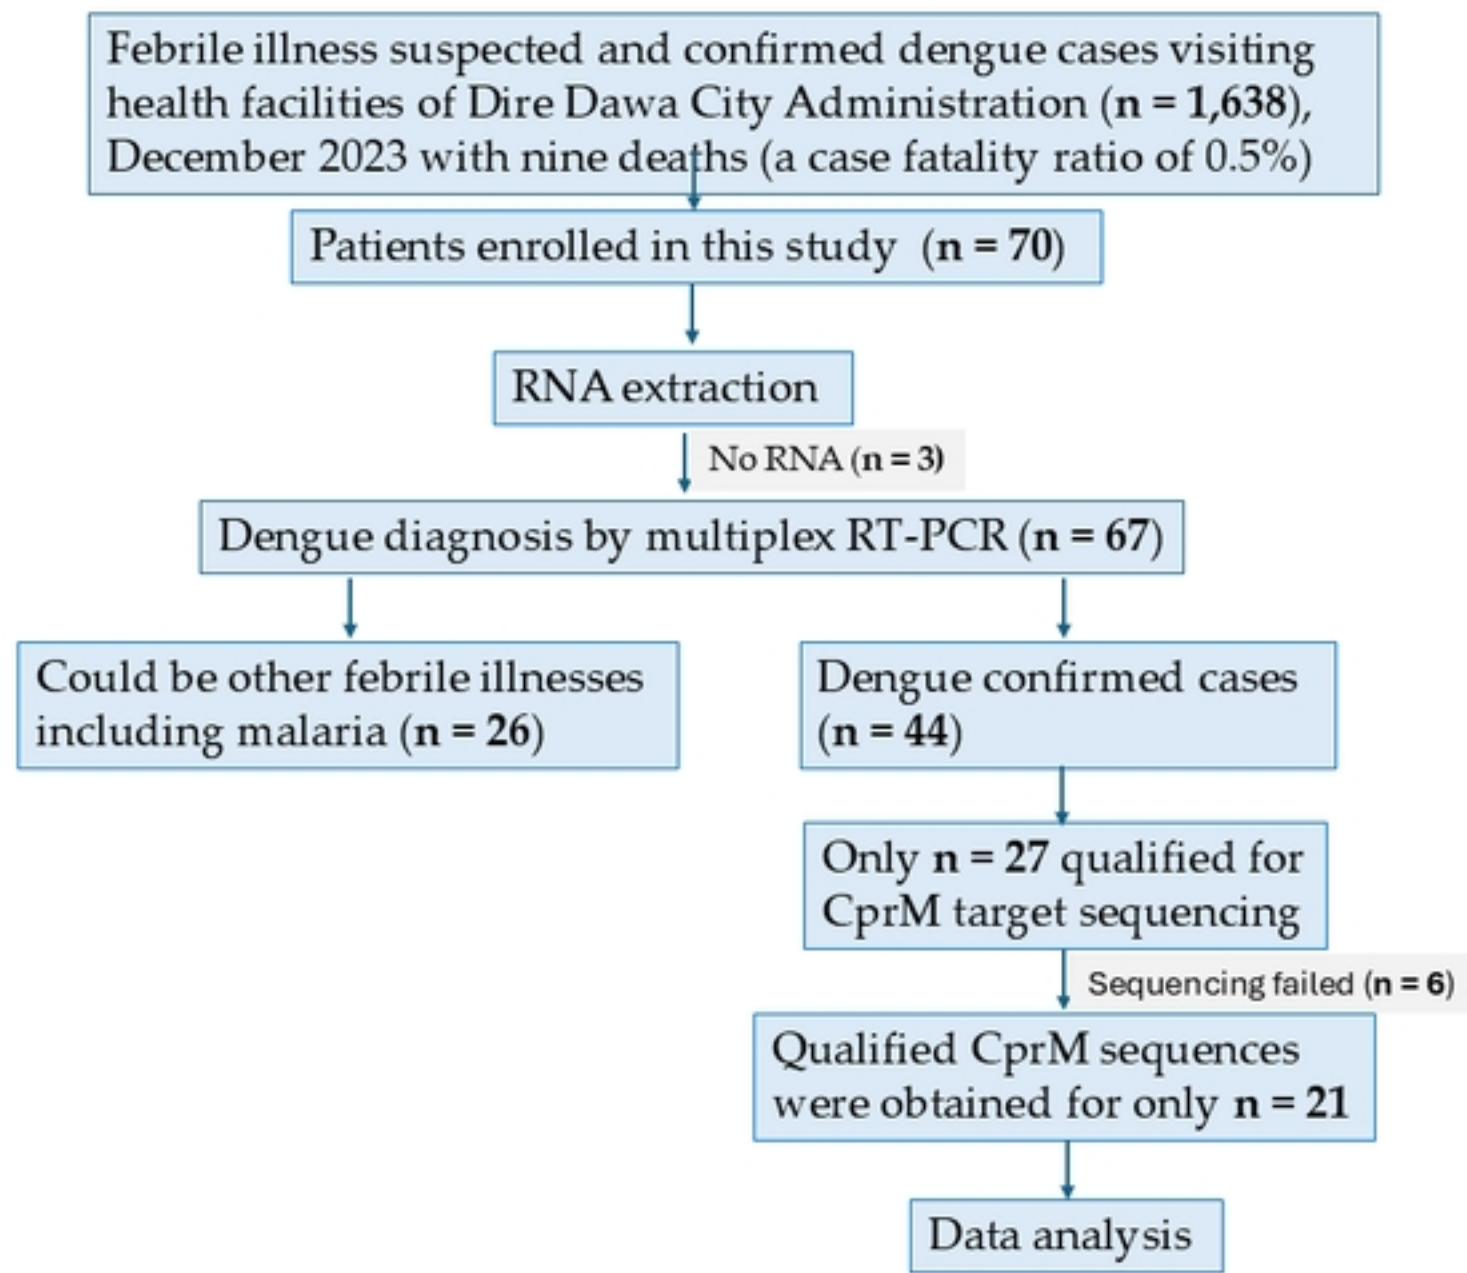 Febrile illness suspected and confirmed dengue cases visiting
health facilities of Dire Dawa City Administration (n = 1,638),
December 2023 with nine deaths (a case fatality ratio of 0.5%)
Patients enrolled in this study (n = 70)
RNA extraction
No RNA (n = 3)
Dengue diagnosis by multiplex RT-PCR (n = 67)
Could be other febrile illnesses
including malaria (n = 26)
Dengue confirmed cases
(n = 44)
Only n = 27 qualified for
CprM target sequencing
Sequencing failed (n = 6)
Qualified CprM sequences
were obtained for only n = 21
Data analysis